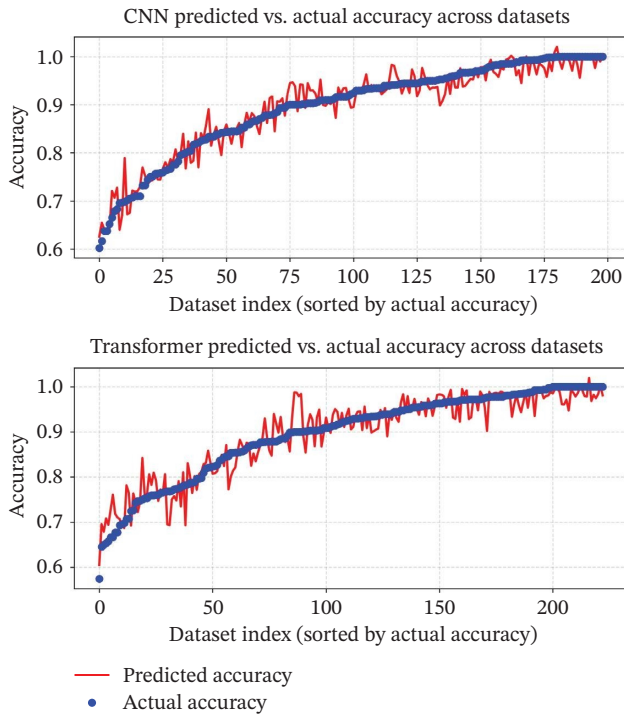 CNN predicted vs. actual accuracy across datasets
1.0
0.9
0.8
0.7
0.6
Accuracy
0 25 50 75 100 125 150 175 200
Dataset index (sorted by actual accuracy)
Transformer predicted vs. actual accuracy across datasets
1.0
0.9
0.8
0.7
0.6
Accuracy
0 50 100 150 200
Dataset index (sorted by actual accuracy)
Predicted accuracy
Actual accuracy